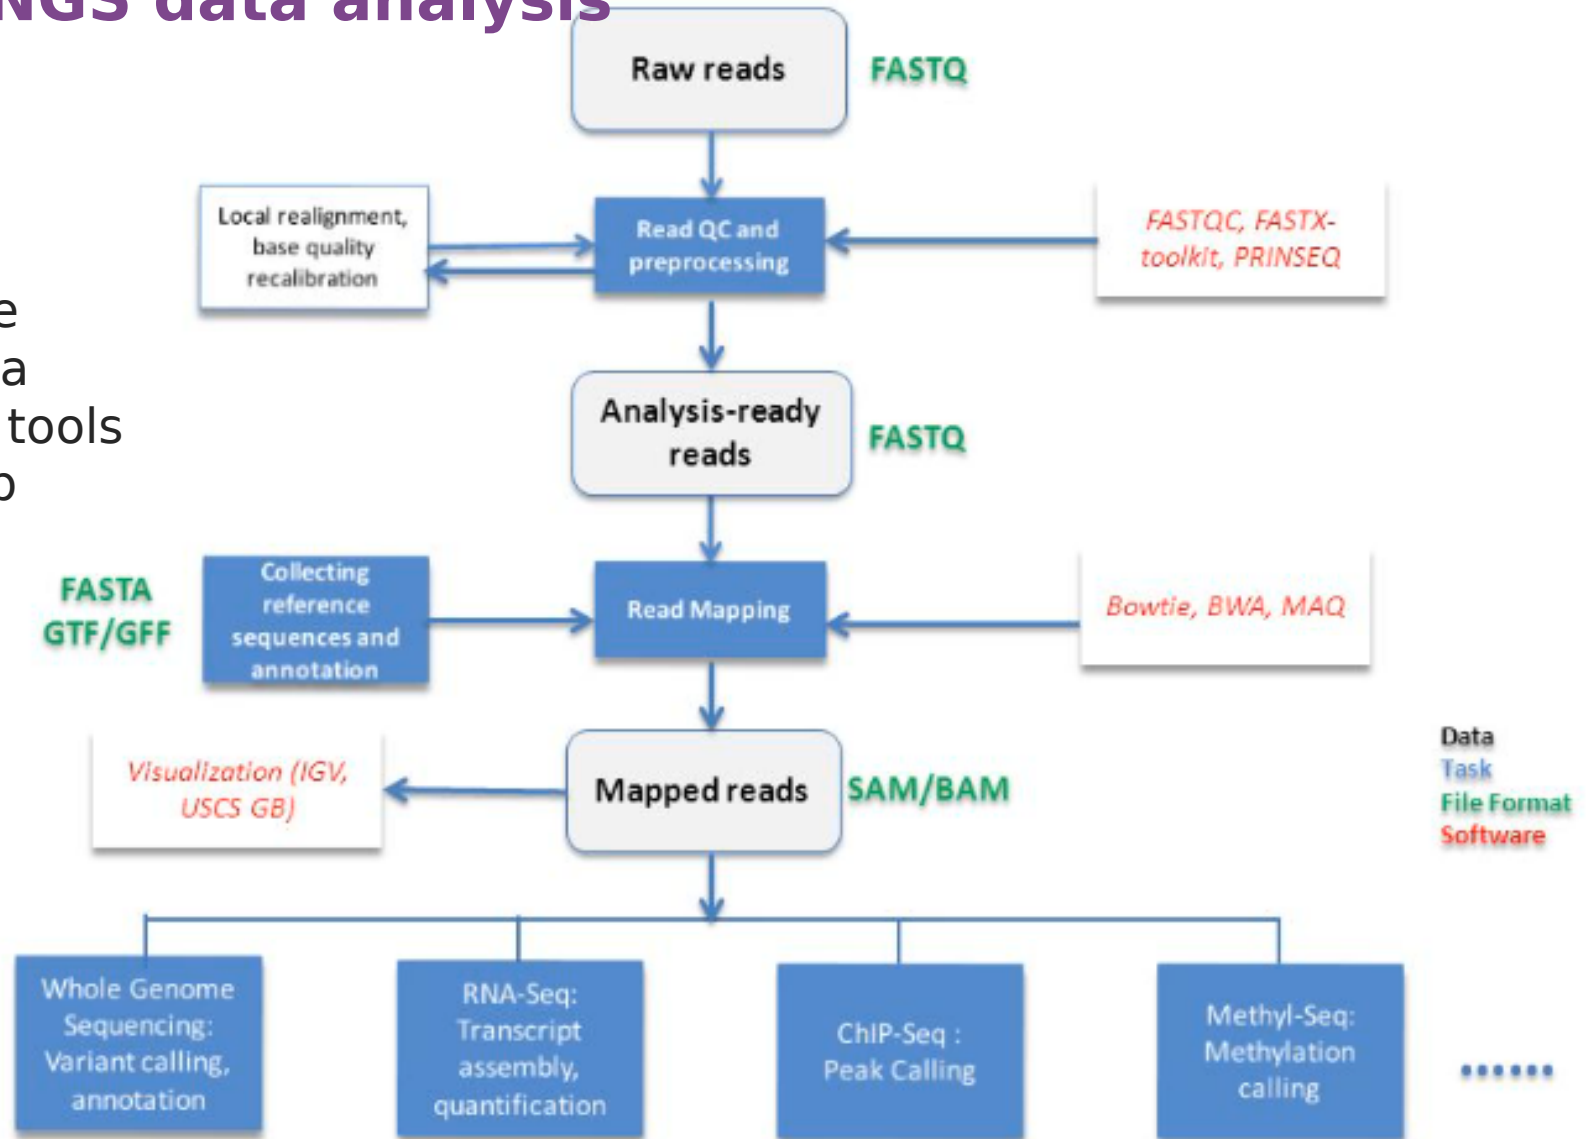 NGS data analysis
Raw reads
FASTQ
Local realignment,
base quality
recalibration
Read QC and
preprocessing
FASTQC, FASTX-
toolkit, PRINSEQ
e
a
tools
Analysis-ready
reads
FASTQ
FASTA
GTF/GFF
Collecting
reference
sequences and
annotation
Read Mapping
Bowtie, BWA, MAQ
Visualization (IGV,
USCS GB)
Mapped reads
SAM/BAM
Data
Task
File Format
Software
Whole Genome
Sequencing:
Variant calling,
annotation
RNA-Seq:
Transcript
assembly,
quantification
ChIP-Seq :
Peak Calling
Methyl-Seq:
Methylation
calling
......